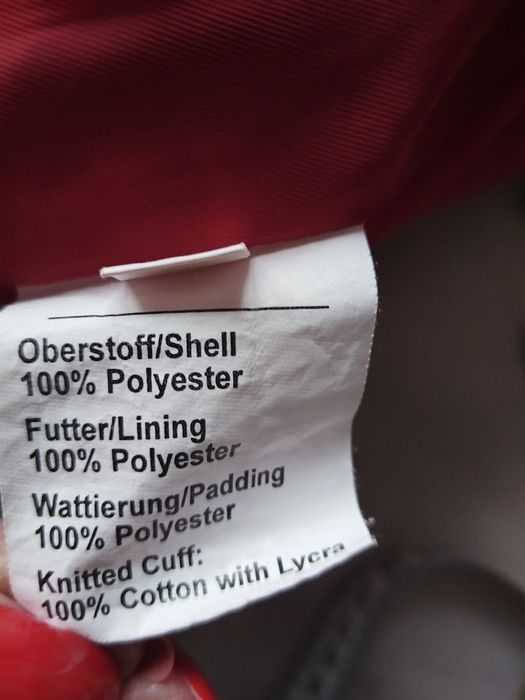 Oberstoff/Shell
100% Polyester
Futter/Lining
100% Polyester
Wattierung/Padding
100% Polyester
Knitted Cuff:
100% Cotton with Lycra